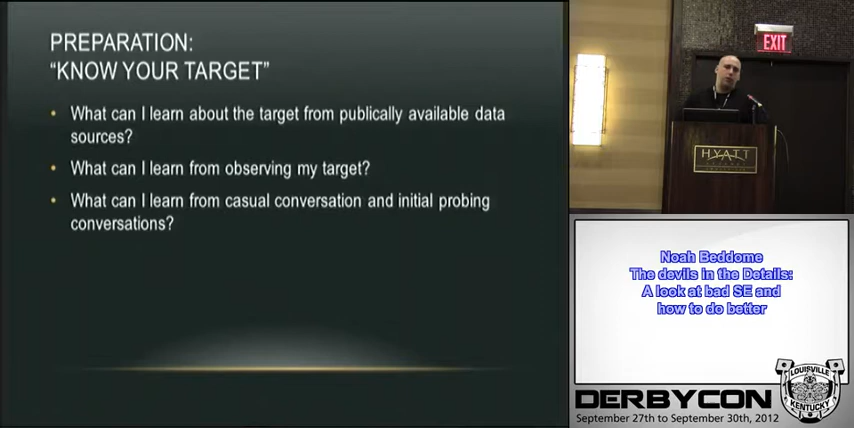 PREPARATION:
"KNOW YOUR TARGET"
• What can I learn about the target from publically available data
sources?
• What can I learn from observing my target?
• What can I learn from casual conversation and initial probing
conversations?
EXIT
HYATT
Noah Beddome
The devils in the Details:
A look at bad SE and
how to do better
LOUISVILLE
KENTUCKY
DERBYCON
September 27th to September 30th, 2012